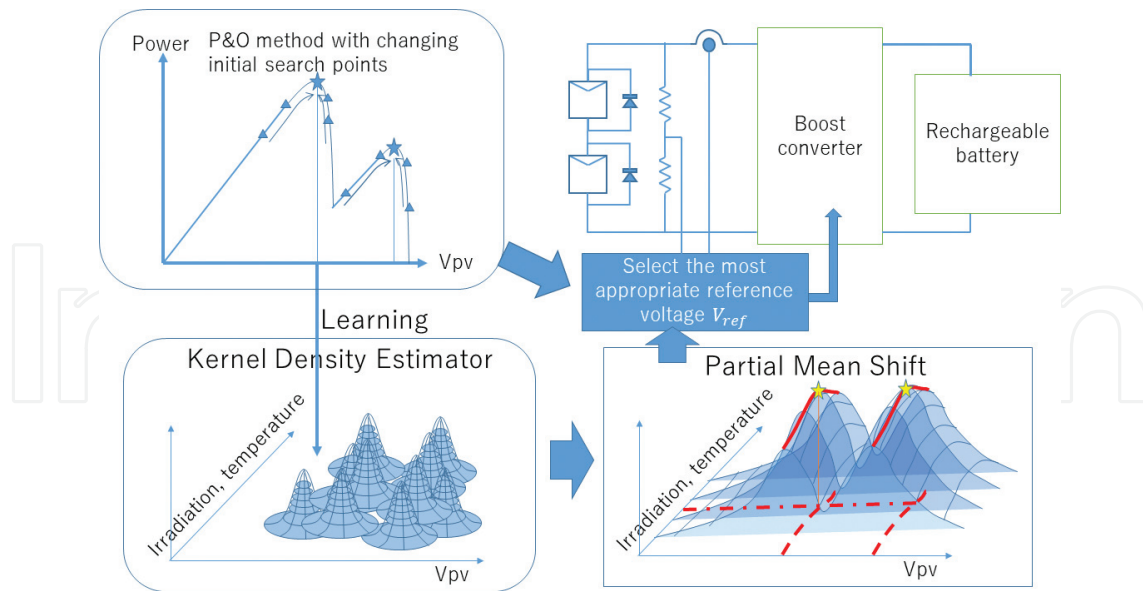 Power
P&O method with changing
initial search points
Vpv
Learning
Boost
converter
Rechargeable
battery
Select the most
appropriate reference
voltage V_ref
Kernel Density Estimator
Irradiation, temperature
Vpv
Partial Mean Shift
Irradiation, temperature
Vpv